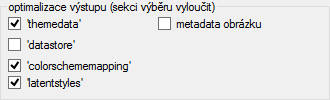 optimalizace výstupu (sekci výběru vyloučit)
'themedata' metadata obrázku
'datastore'
'colorschememapping'
'latentstyles'